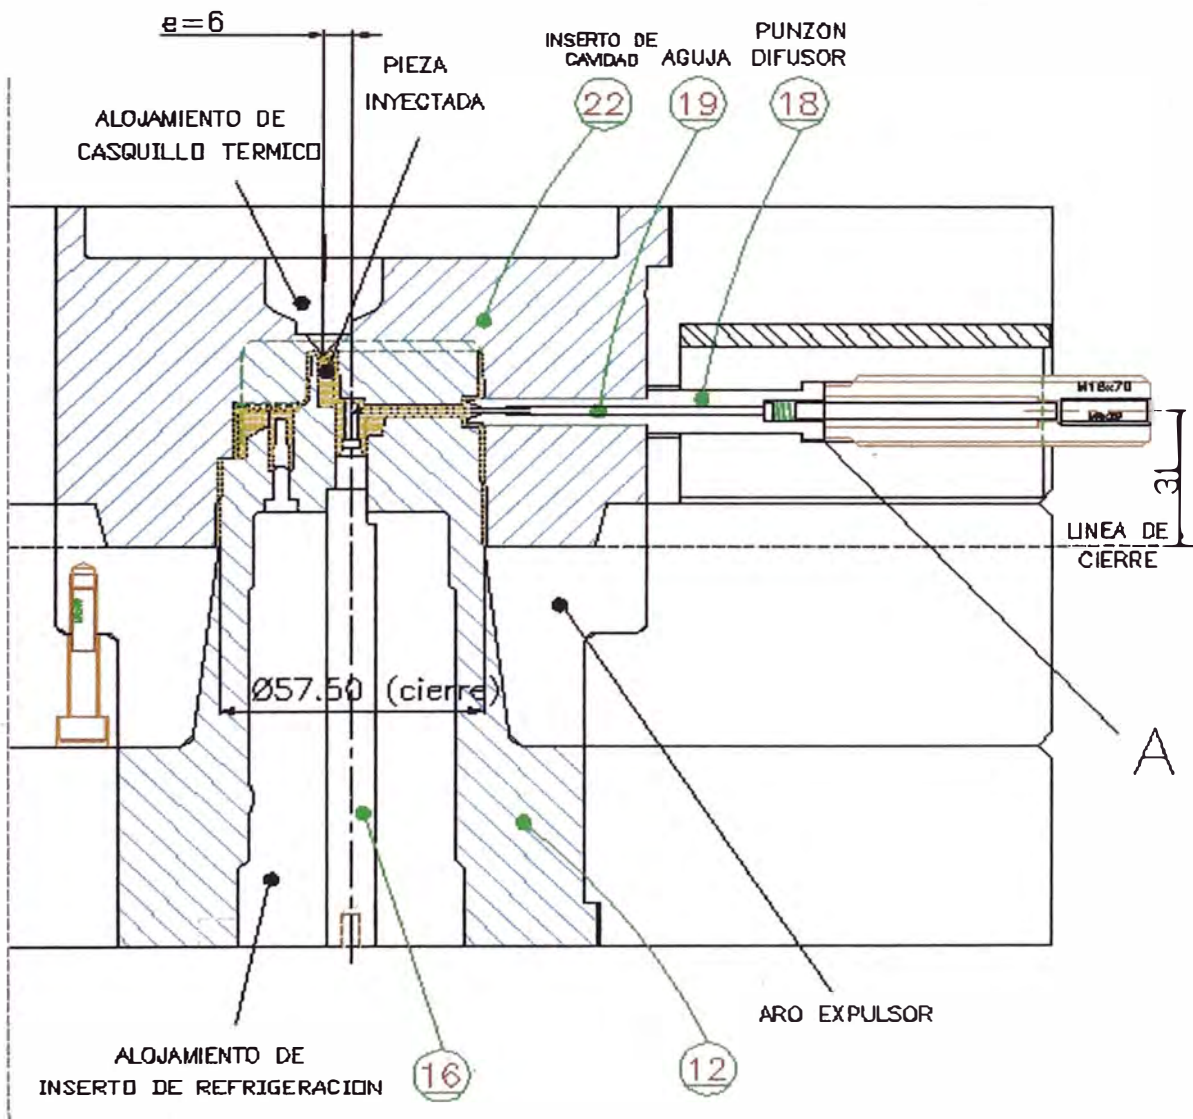 e=6
PIEZA
INYECTADA
INSERTO DE
CAVIDAD
AGUJA
PUNZON
DIFUSOR
22
19
18
ALOJAMIENTO DE
CASQUILLO TERMICO
M16x70
31
LINEA DE
CIERRE
Ø57.50 (cierre)
A
ARO EXPULSOR
ALOJAMIENTO DE
INSERTO DE REFRIGERACION
16
12